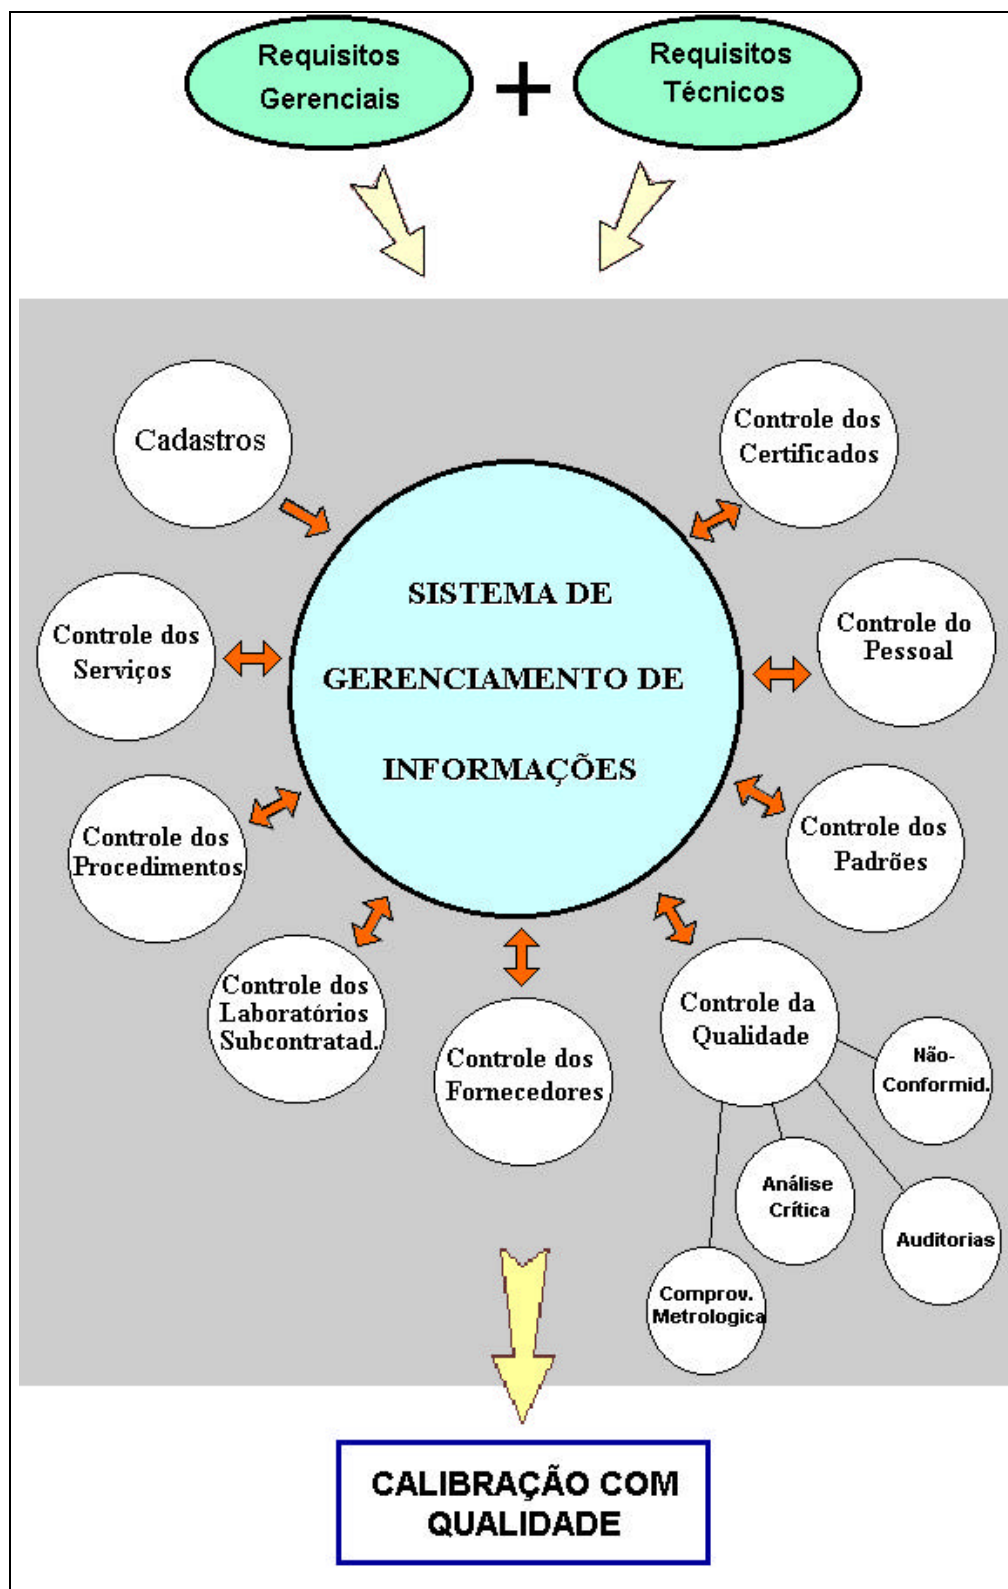 Requisitos
Gerenciais
+
Requisitos
Técnicos
Cadastros
Controle dos
Certificados
Controle dos
Serviços
SISTEMA DE
GERENCIAMENTO DE
INFORMAÇÕES
Controle do
Pessoal
Controle dos
Procedimentos
Controle dos
Padrões
Controle dos
Laboratórios
Subcontratad.
Controle dos
Fornecedores
Controle da
Qualidade
Não-
Conformid.
Análise
Crítica
Auditorias
Comprov.
Metrologica
CALIBRAÇÃO COM
QUALIDADE